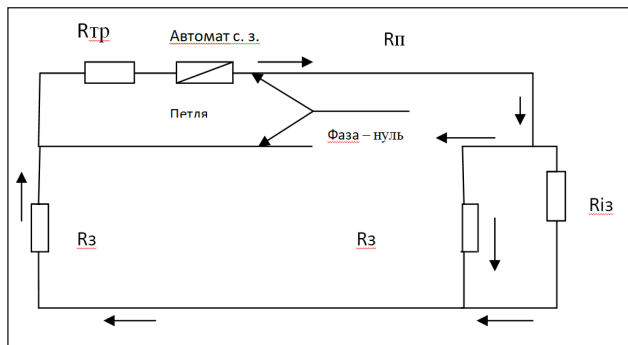 Rтр
Автомат с. з.
Rп
Петля
Фаза – нуль
Rз
Rз
Riз